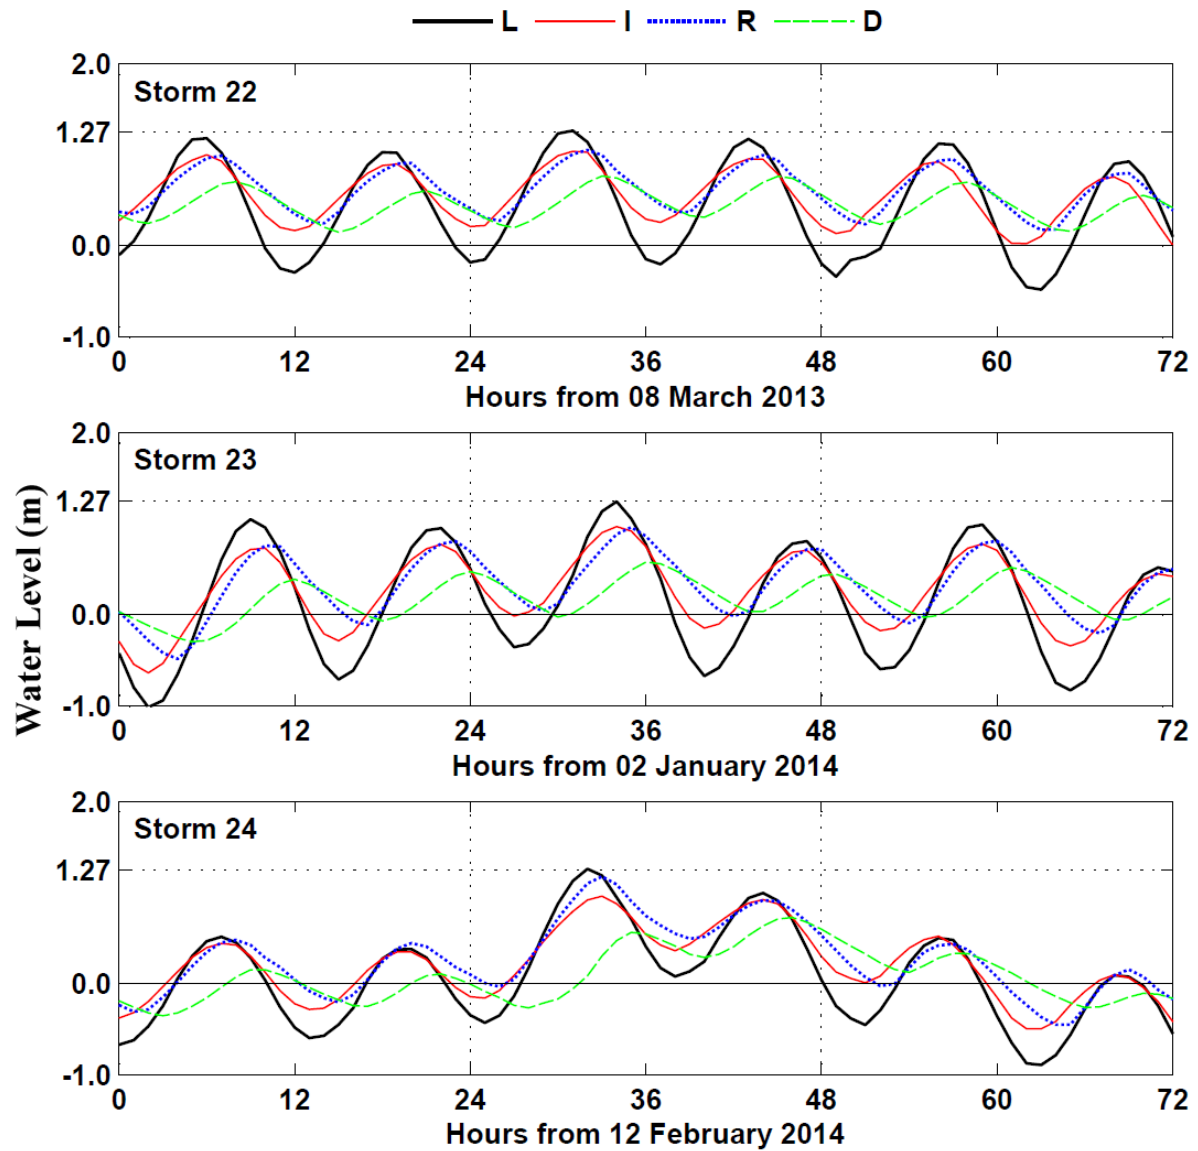 L I R D
2.0
Storm 22
1.27
0.0
-1.0
0 12 24 36 48 60 72
Hours from 08 March 2013
2.0
Storm 23
1.27
0.0
-1.0
0 12 24 36 48 60 72
Hours from 02 January 2014
Water Level (m)
2.0
Storm 24
1.27
0.0
-1.0
0 12 24 36 48 60 72
Hours from 12 February 2014